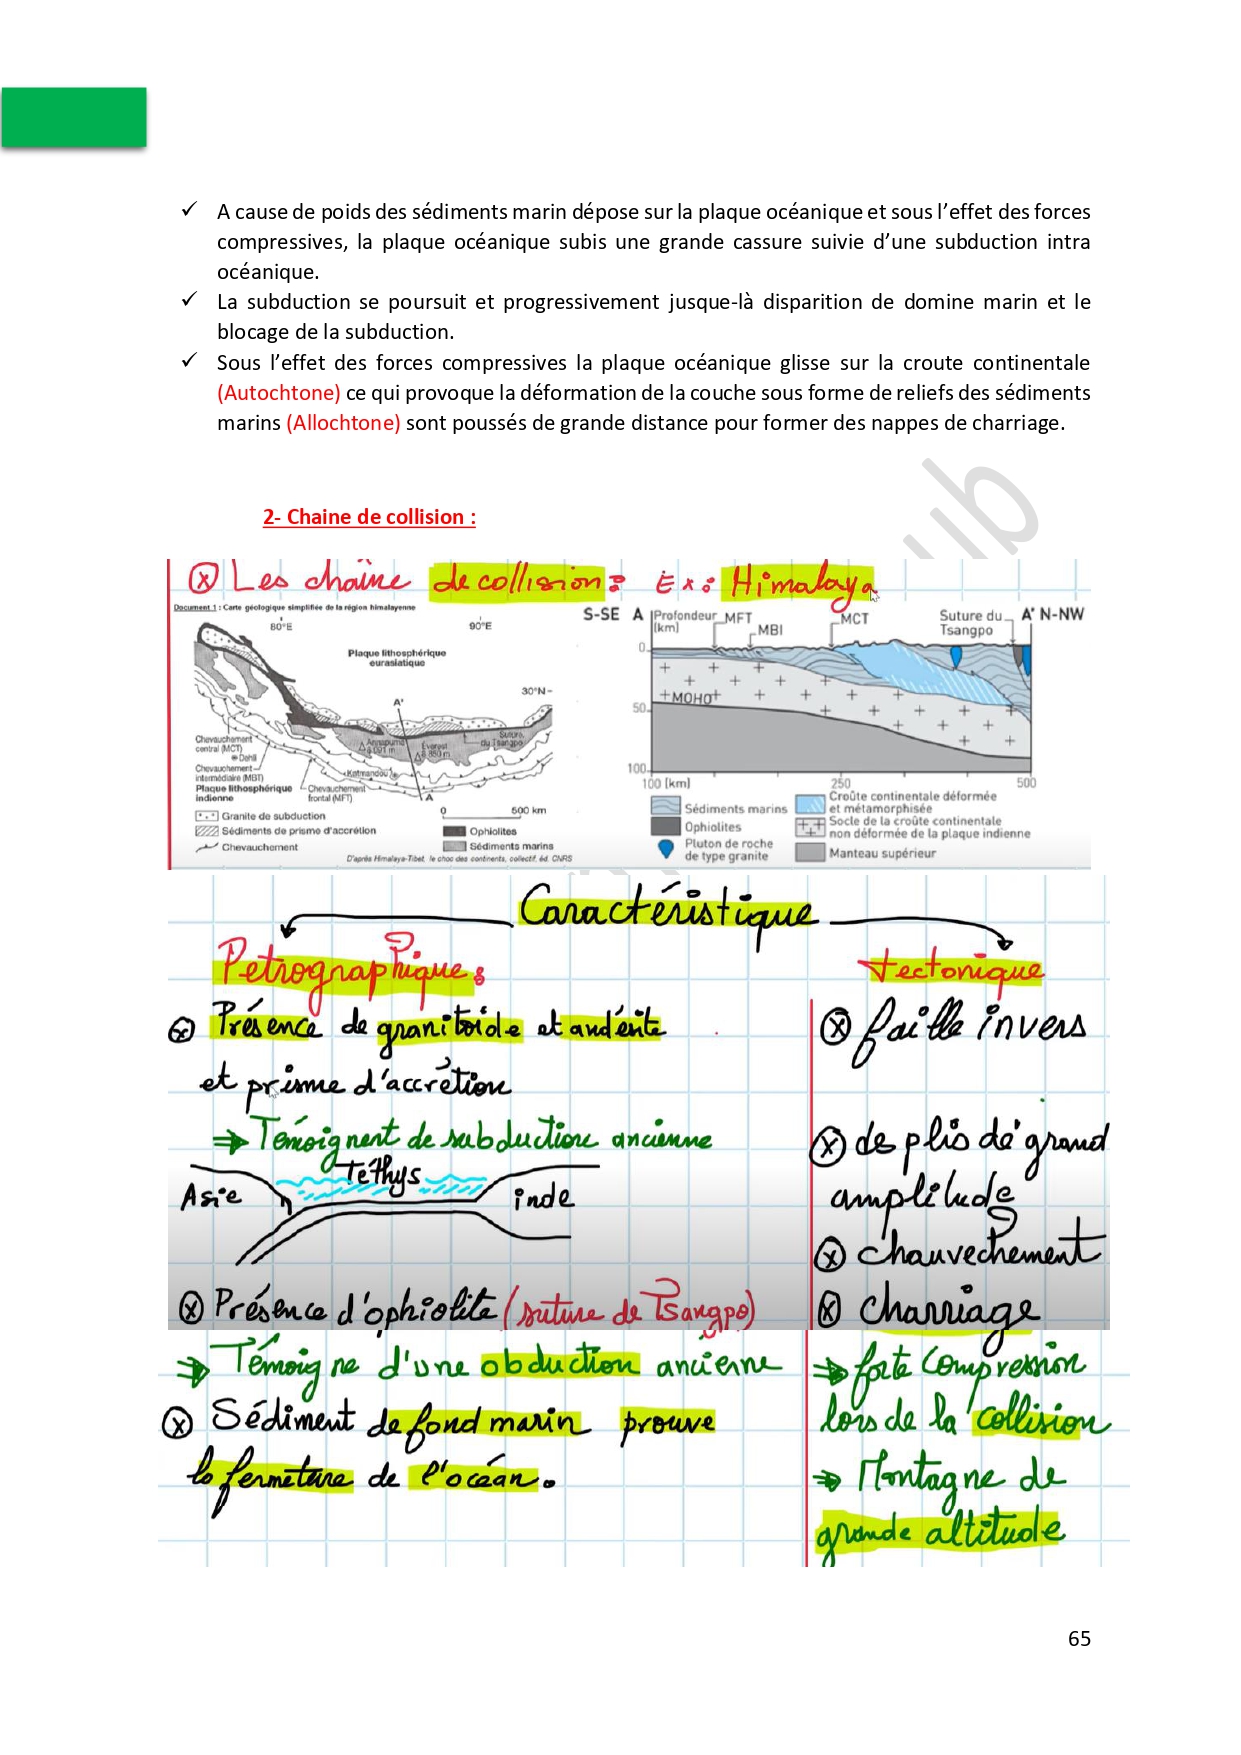 ✓ A cause de poids des sédiments marin dépose sur la plaque océanique et sous l’effet des forces
compressives, la plaque océanique subis une grande cassure suivie d’une subduction intra
océanique.
✓ La subduction se poursuit et progressivement jusque-là disparition de domine marin et le
blocage de la subduction.
✓ Sous l’effet des forces compressives la plaque océanique glisse sur la croute continentale
(Autochtone) ce qui provoque la déformation de la couche sous forme de reliefs des sédiments
marins (Allochtone) sont poussés de grande distance pour former des nappes de charriage.
ub
2- Chaine de collision :
Les chaîne de collision : Ex : Himalaya
Document 1 : Carte géologique simplifiée de la région himalayenne
80°E
90°E
Plaque lithosphérique
eurasiatique
30°N
A'
Annapurna
8 091 m
Everest
8 850 m
Suture
du Tsangpo
Chevauchement
central (MCT)
Dehli
Chevauchement
intermédiaire (MBT)
Plaque lithosphérique
indienne
Katmandou
Chevauchement
frontal (MFT)
A
0 500 km
Granite de subduction
Sédiments de prisme d'accrétion
Chevauchement
Ophiolites
Sédiments marins
D'après Himalaya-Tibet, le choc des continents, collectif, éd. CNRS
S-SE A Profondeur
(km)
MFT
MBI
MCT
Suture du
Tsangpo
A' N-NW
0
50
MOHO
100
100 (km) 250 500
Sédiments marins
Ophiolites
Pluton de roche
de type granite
Croûte continentale déformée
et métamorphisée
Socle de la croûte continentale
non déformée de la plaque indienne
Manteau supérieur
Caractéristique
Pétrographique :
Présence de granitoïde et andésite
et prisme d'accrétion
⇒ Témoignent de subduction ancienne
Téthys
Asie
inde
Présence d'ophiolite (suture de Tsangpo)
⇒ Témoigne d'une obduction ancienne
Sédiment de fond marin prouve
la fermeture de l'océan.
tectonique
faille invers
des plis de grand
amplitude
chauvechement
charriage
⇒ forte compression
lors de la collision
⇒ Montagne de
grande altitude
65